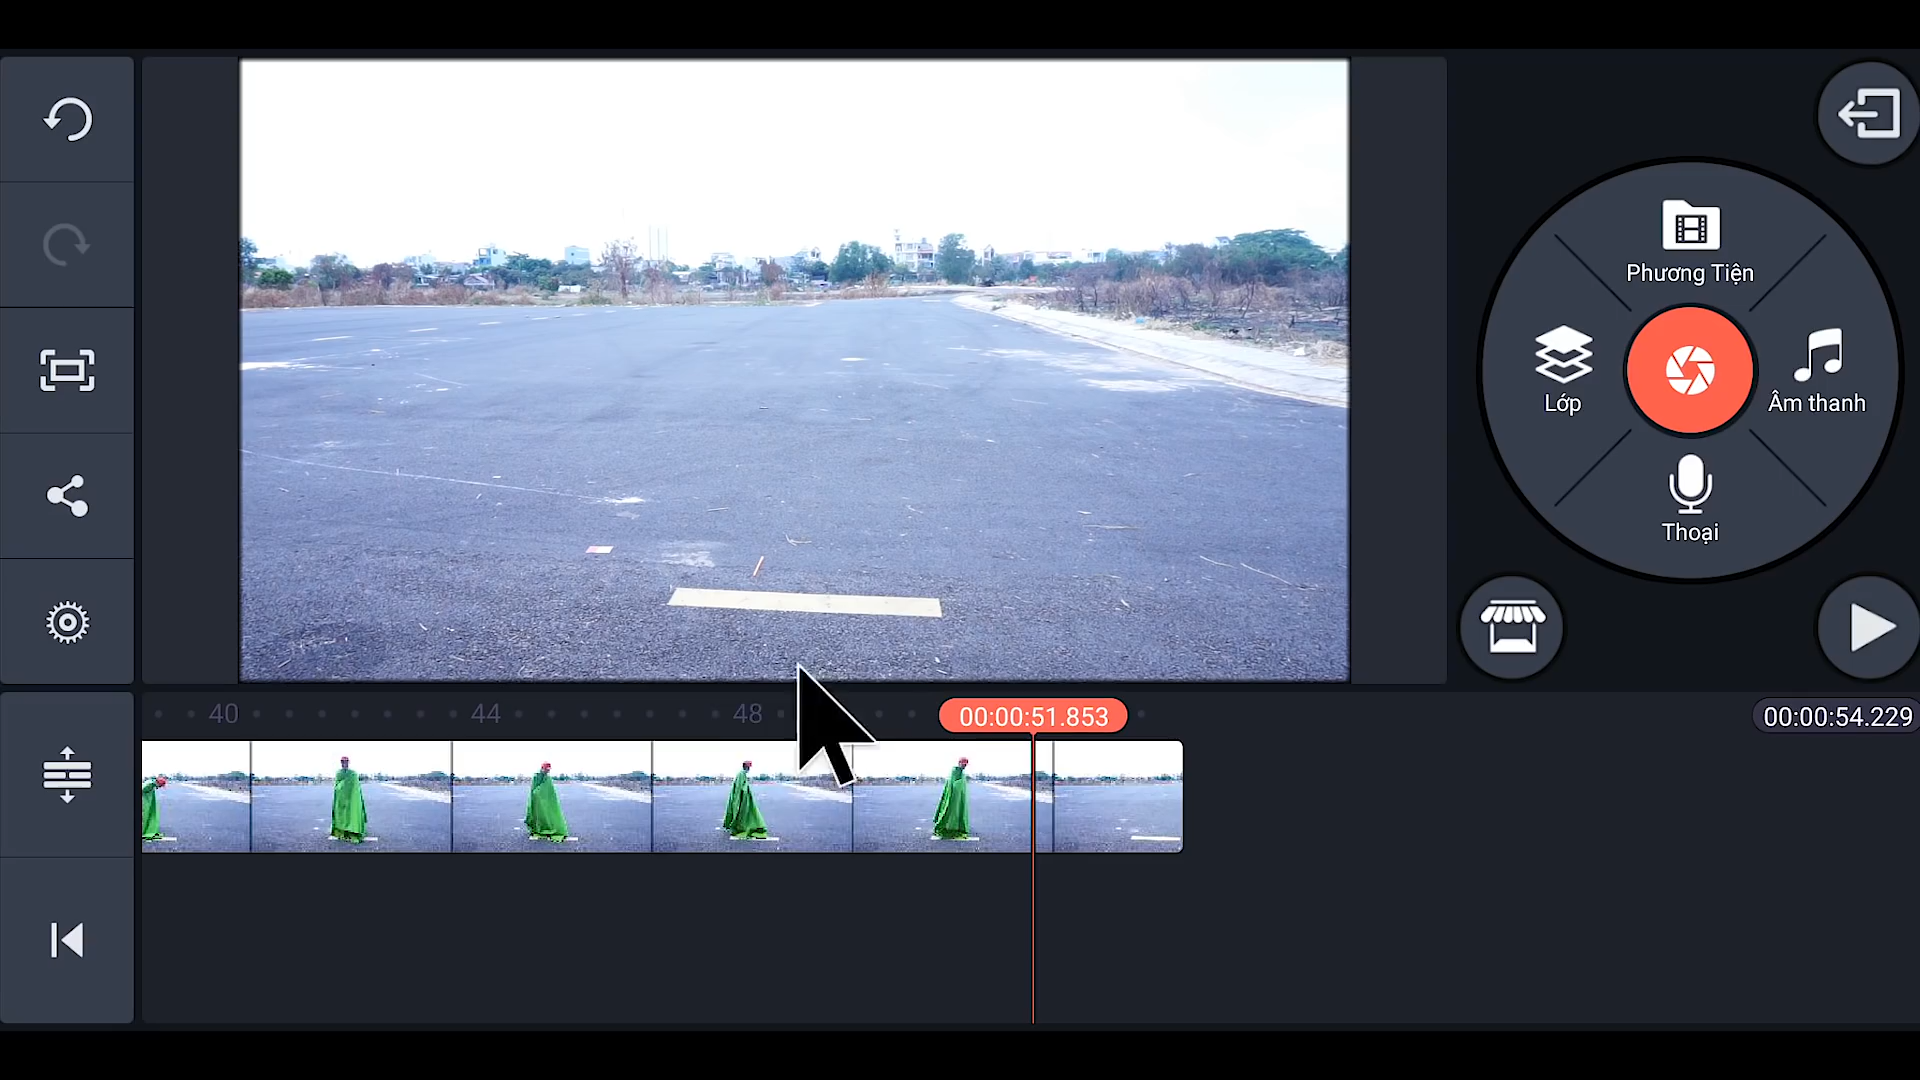 Phương Tiện
Lớp
Âm thanh
Thoại
40
44
48
00:00:51.853
00:00:54.229